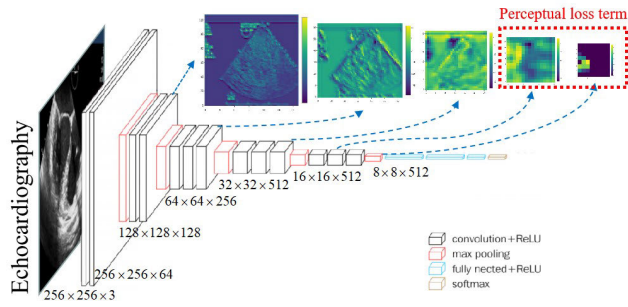 Perceptual loss term
Echocardiography
32×32×512
16×16×512
8×8×512
64×64×256
128×128×128
256×256×64
256×256×3
convolution+ReLU
max pooling
fully nected+ReLU
softmax